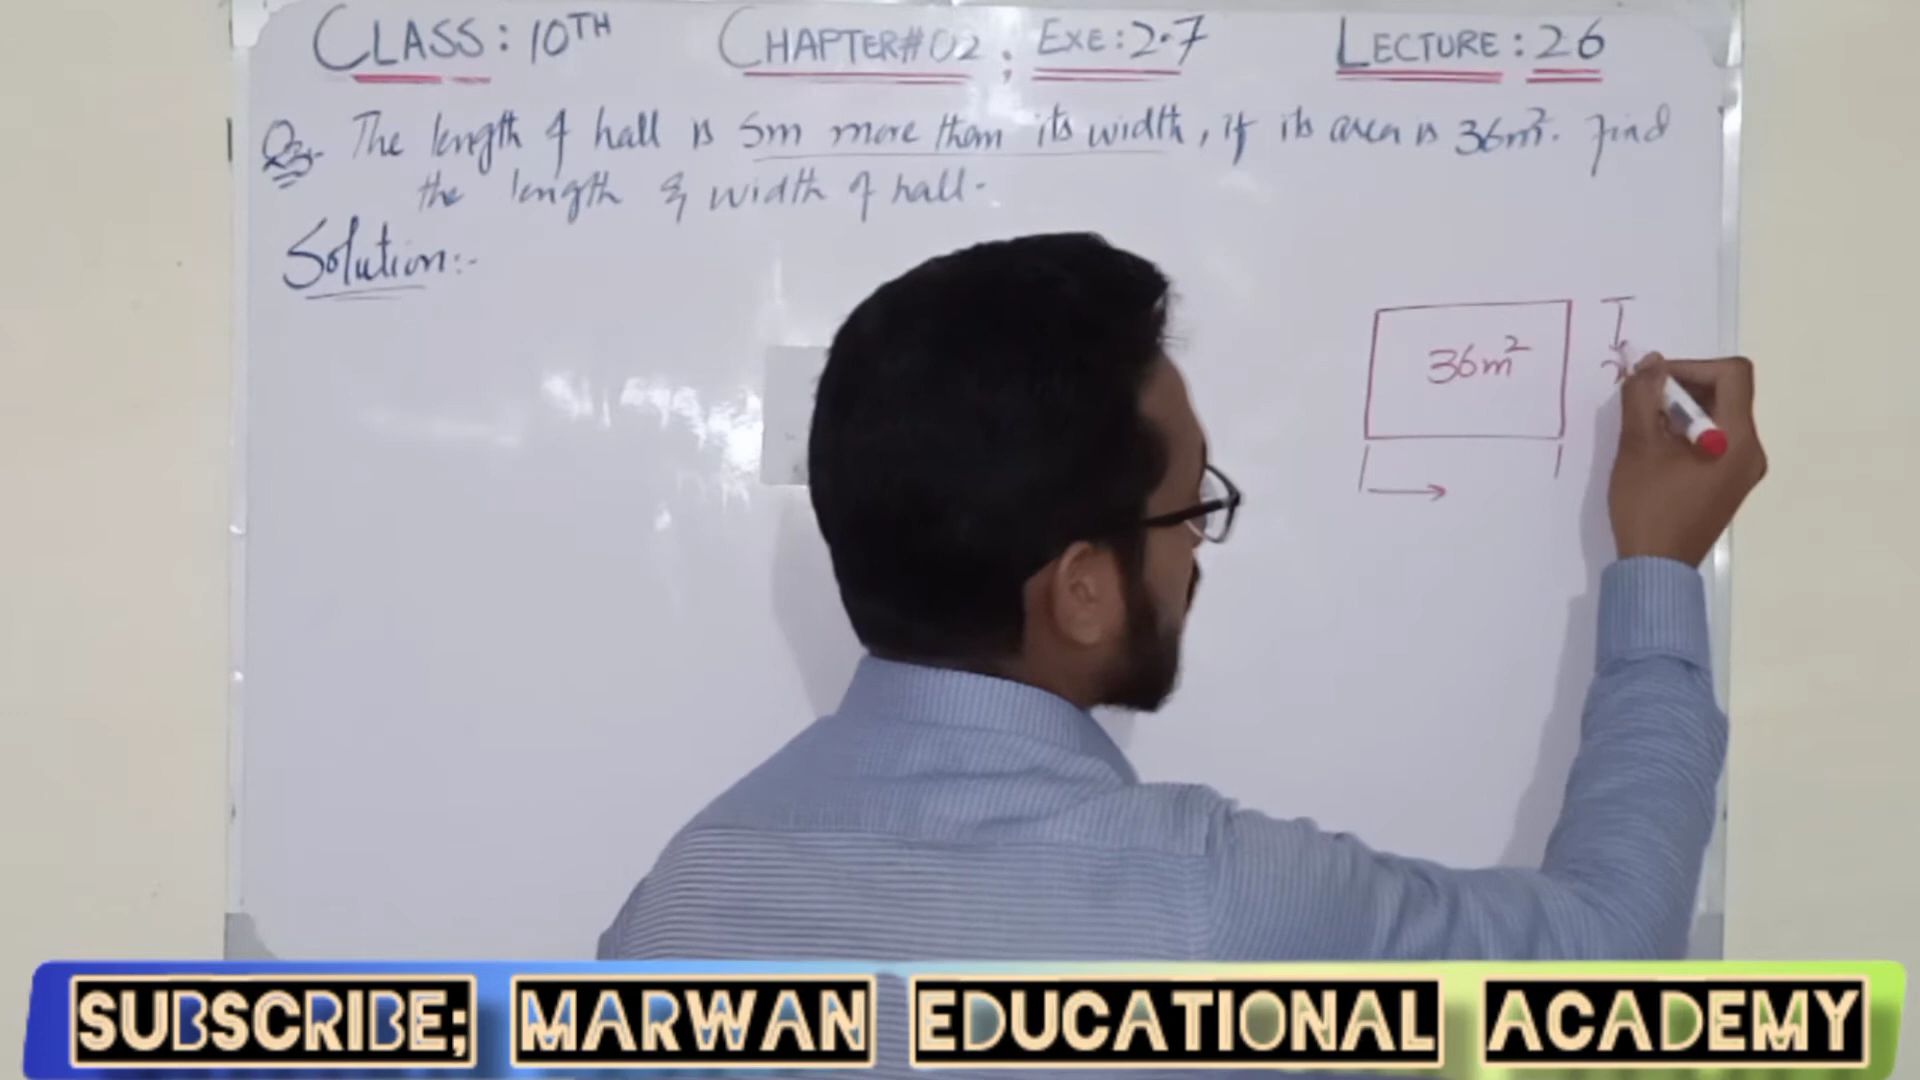 CLASS: 10TH CHAPTER#02; EXE: 2.7 LECTURE: 26
Q3. The length of hall is 5m more than its width, if its area is 36m². Find
the length & width of hall.
Solution:-
36m²
x
SUBSCRIBE; MARWAN EDUCATIONAL ACADEMY